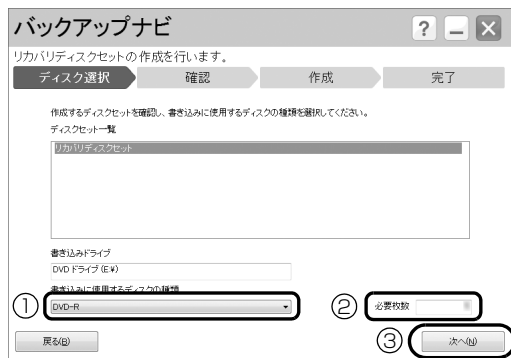 バックアップナビ
? － ×
リカバリディスクセットの作成を行います。
ディスク選択 確認 作成 完了
作成するディスクセットを確認し、書き込みに使用するディスクの種類を選択してください。
ディスクセット一覧
リカバリディスクセット
書き込みドライブ
DVD ドライブ (E:¥)
書き込みに使用するディスクの種類
① DVD-R ② 必要枚数
戻る(B) ③ 次へ(N)